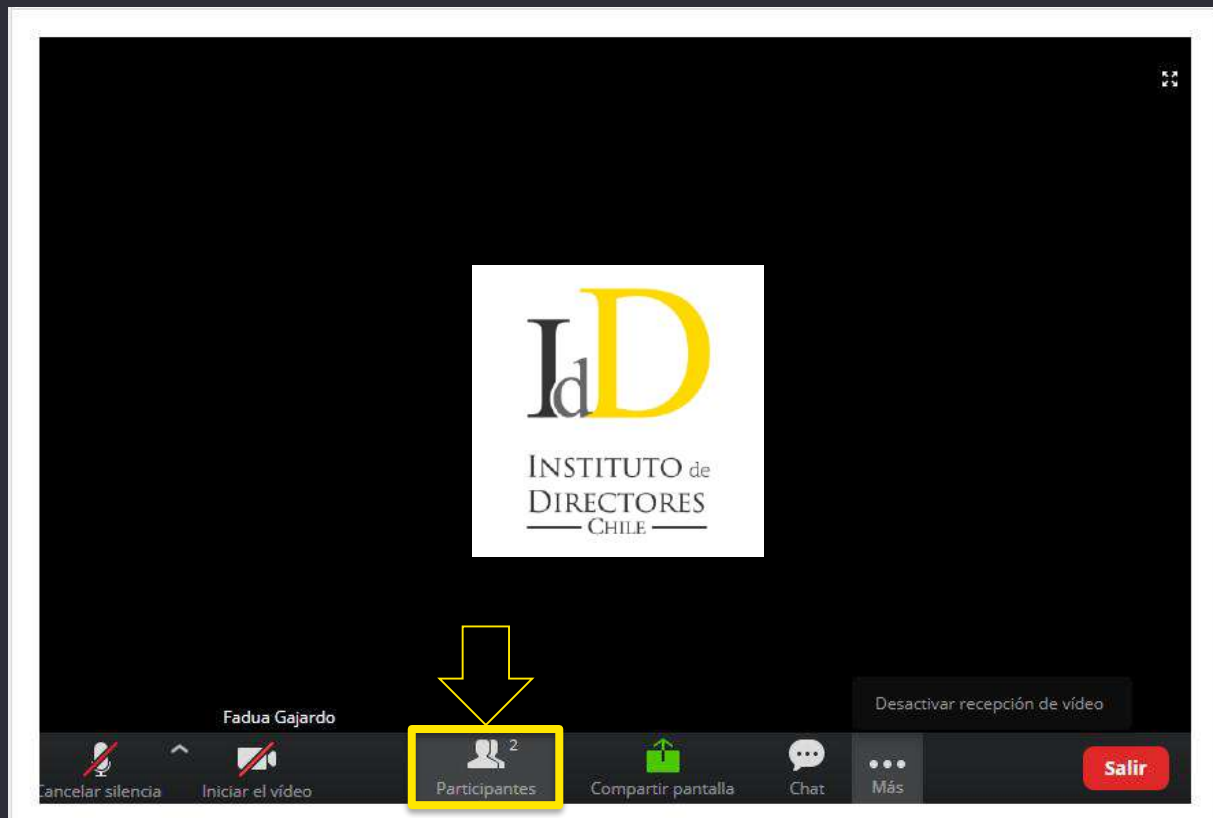 IdD
INSTITUTO de
DIRECTORES
CHILE
Desactivar recepción de vídeo
Fadua Gajardo
2
Cancelar silencia
Iniciar el vídeo
Participantes
Compartir pantalla
Chat
Más
Salir